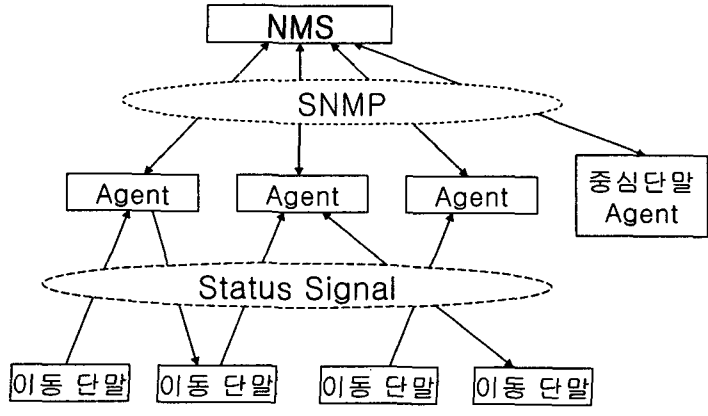 NMS
SNMP
Agent
Agent
Agent
중심단말
Agent
Status Signal
이동 단말
이동 단말
이동 단말
이동 단말